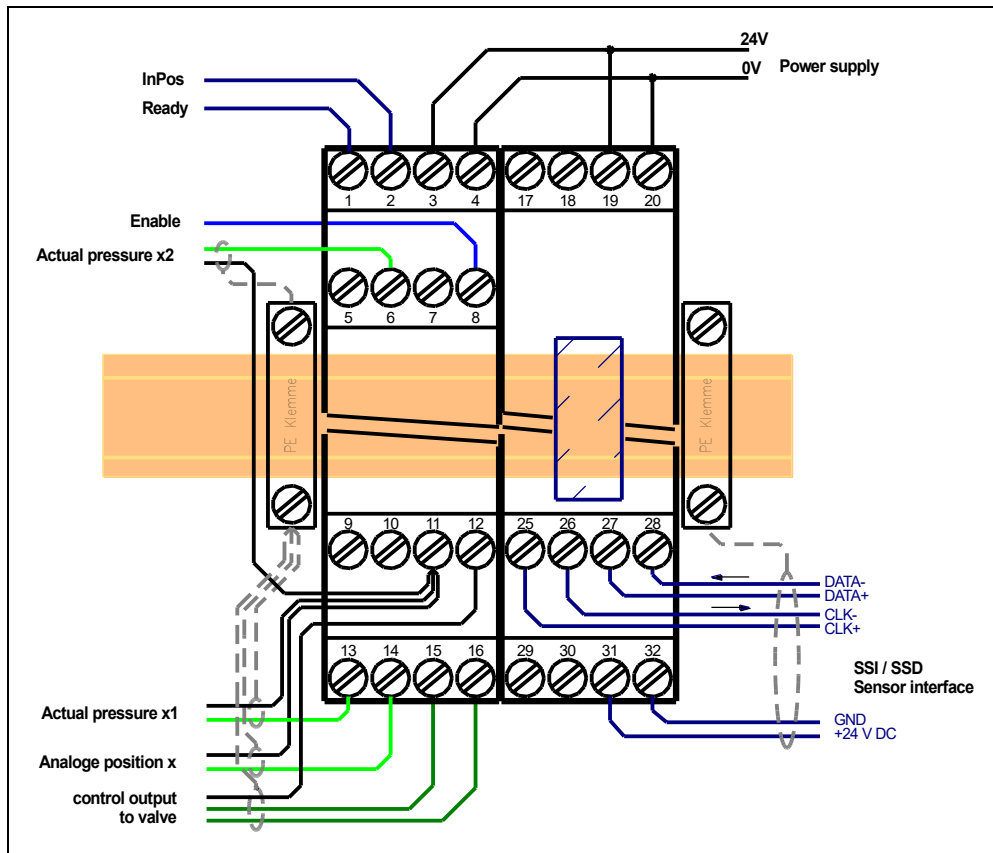 24V
0V
Power supply
InPos
Ready
1 2 3 4 17 18 19 20
Enable
Actual pressure x2
5 6 7 8
PE Klemme
PE Klemme
9 10 11 12 25 26 27 28
DATA-
DATA+
CLK-
CLK+
13 14 15 16 29 30 31 32
SSI / SSD
Sensor interface
Actual pressure x1
GND
+24 V DC
Analoge position x
control output
to valve